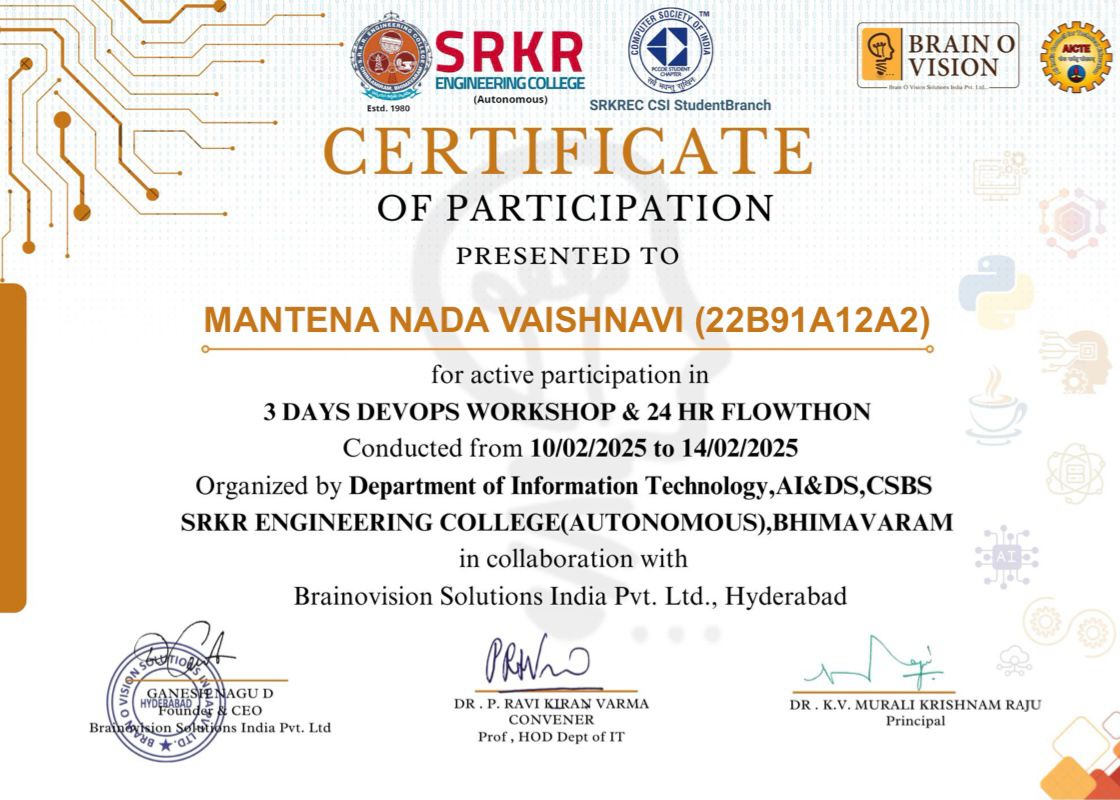 SRKR
ENGINEERING COLLEGE
(Autonomous)
Estd. 1980
COMPUTER SOCIETY OF INDIA
TM
PCCOE STUDENT
CHAPTER
SRKREC CSI StudentBranch
BRAIN O
VISION
Brain O Vision Solutions India Pvt. Ltd.,
AICTE
CERTIFICATE
OF PARTICIPATION
PRESENTED TO
MANTENA NADA VAISHNAVI (22B91A12A2)
for active participation in
3 DAYS DEVOPS WORKSHOP & 24 HR FLOWTHON
Conducted from 10/02/2025 to 14/02/2025
Organized by Department of Information Technology,AI&DS,CSBS
SRKR ENGINEERING COLLEGE(AUTONOMOUS),BHIMAVARAM
in collaboration with
Brainovision Solutions India Pvt. Ltd., Hyderabad
AI
GANESH NAGU D
Founder & CEO
Brainovision Solutions India Pvt. Ltd
BRAIN O VISION SOLUTIONS INDIA PVT. LTD.
HYDERABAD
DR . P. RAVI KIRAN VARMA
CONVENER
Prof , HOD Dept of IT
DR . K.V. MURALI KRISHNAM RAJU
Principal